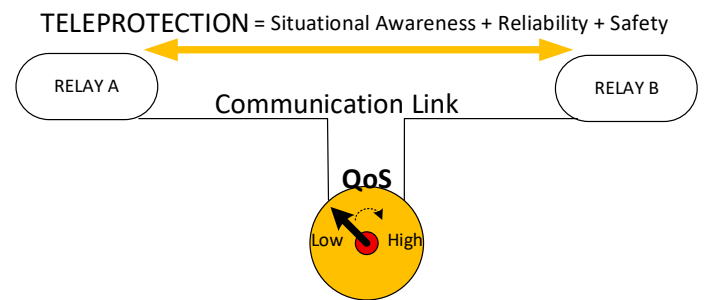 TELEPROTECTION = Situational Awareness + Reliability + Safety
RELAY A
RELAY B
Communication Link
QoS
Low High